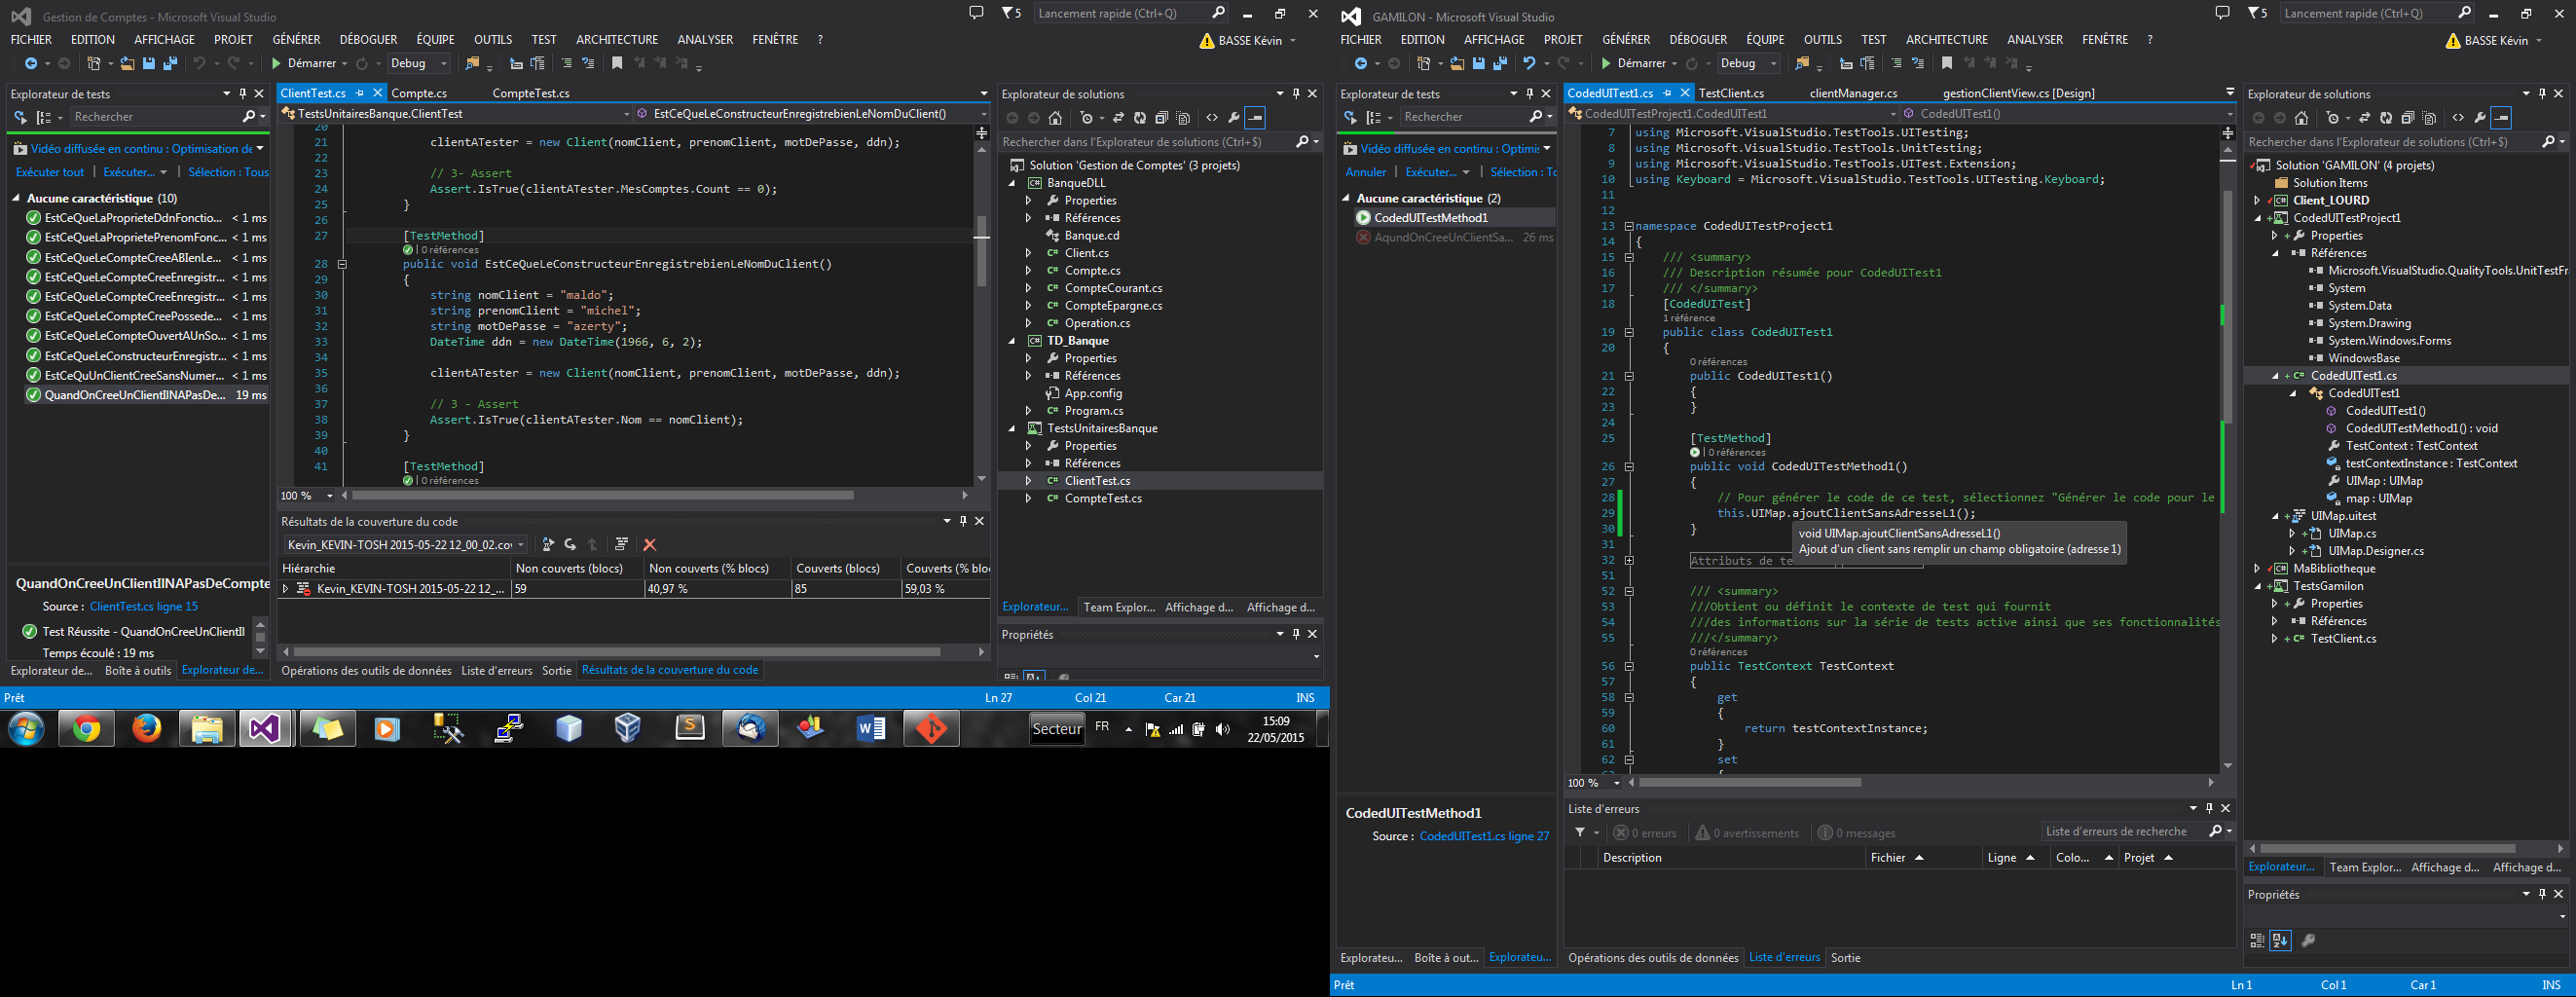 Gestion de Comptes - Microsoft Visual Studio
5
Lancement rapide (Ctrl+Q)
FICHIER EDITION AFFICHAGE PROJET GÉNÉRER DÉBOGUER ÉQUIPE OUTILS TEST ARCHITECTURE ANALYSER FENÊTRE ?
BASSE Kévin
Démarrer Debug
Explorateur de tests
Rechercher
Vidéo diffusée en continu : Optimisation de
Exécuter tout | Exécuter... | Sélection : Tous
Aucune caractéristique (10)
EstCeQueLaProprieteDdnFonctio... < 1 ms
EstCeQueLaProprietePrenomFonc... < 1 ms
EstCeQueLeCompteCreeABIenLe... < 1 ms
EstCeQueLeCompteCreeEnregistr... < 1 ms
EstCeQueLeCompteCreeEnregistr... < 1 ms
EstCeQueLeCompteCreePossede... < 1 ms
EstCeQueLeCompteOuvertAUnSo... < 1 ms
EstCeQueLeConstructeurEnregistr... < 1 ms
EstCeQuUnClientCreeSansNumer... < 1 ms
QuandOnCreeUnClientIlNAPasDe... 19 ms
QuandOnCreeUnClientIlNAPasDeCompte
Source : ClientTest.cs ligne 15
Test Réussite - QuandOnCreeUnClientIl
Temps écoulé : 19 ms
Explorateur de... Boîte à outils Explorateur de...
ClientTest.cs Compte.cs CompteTest.cs
TestsUnitairesBanque.ClientTest EstCeQueLeConstructeurEnregistrebienLeNomDuClient()
20
21 clientATester = new Client(nomClient, prenomClient, motDePasse, ddn);
22
23 // 3- Assert
24 Assert.IsTrue(clientATester.MesComptes.Count == 0);
25 }
26
27 [TestMethod]
| 0 références
28 public void EstCeQueLeConstructeurEnregistrebienLeNomDuClient()
29 {
30 string nomClient = "maldo";
31 string prenomClient = "michel";
32 string motDePasse = "azerty";
33 DateTime ddn = new DateTime(1966, 6, 2);
34
35 clientATester = new Client(nomClient, prenomClient, motDePasse, ddn);
36
37 // 3 - Assert
38 Assert.IsTrue(clientATester.Nom == nomClient);
39 }
40
41 [TestMethod]
| 0 références
100 %
Résultats de la couverture du code
Kevin_KEVIN-TOSH 2015-05-22 12_00_02.cov
Hiérarchie Non couverts (blocs) Non couverts (% blocs) Couverts (blocs) Couverts (% bloc
Kevin_KEVIN-TOSH 2015-05-22 12_... 59 40,97 % 85 59,03 %
Opérations des outils de données Liste d'erreurs Sortie Résultats de la couverture du code
Explorateur de solutions
Rechercher dans l'Explorateur de solutions (Ctrl+$)
Solution 'Gestion de Comptes' (3 projets)
BanqueDLL
Properties
Références
Banque.cd
Client.cs
Compte.cs
CompteCourant.cs
CompteEpargne.cs
Operation.cs
TD_Banque
Properties
Références
App.config
Program.cs
TestsUnitairesBanque
Properties
Références
ClientTest.cs
CompteTest.cs
Explorateur... Team Explor... Affichage d... Affichage d...
Propriétés
Prêt Ln 27 Col 21 Car 21 INS
Secteur FR
15:09
22/05/2015
GAMILON - Microsoft Visual Studio
5
Lancement rapide (Ctrl+Q)
FICHIER EDITION AFFICHAGE PROJET GÉNÉRER DÉBOGUER ÉQUIPE OUTILS TEST ARCHITECTURE ANALYSER FENÊTRE ?
BASSE Kévin
Démarrer Debug
Explorateur de tests
Rechercher
Vidéo diffusée en continu : Optimis
Annuler | Exécuter... | Sélection : To
Aucune caractéristique (2)
CodedUITestMethod1
AqundOnCreeUnClientSa... 26 ms
CodedUITestMethod1
Source : CodedUITest1.cs ligne 27
Explorateu... Boîte à out... Explorateu...
CodedUITest1.cs TestClient.cs clientManager.cs gestionClientView.cs [Design]
CodedUITestProject1.CodedUITest1 CodedUITest1()
7 using Microsoft.VisualStudio.TestTools.UITesting;
8 using Microsoft.VisualStudio.TestTools.UnitTesting;
9 using Microsoft.VisualStudio.TestTools.UITest.Extension;
10 using Keyboard = Microsoft.VisualStudio.TestTools.UITesting.Keyboard;
11
12
13 namespace CodedUITestProject1
14 {
15 /// <summary>
16 /// Description résumée pour CodedUITest1
17 /// </summary>
18 [CodedUITest]
1 référence
19 public class CodedUITest1
20 {
0 références
21 public CodedUITest1()
22 {
23 }
24
25 [TestMethod]
| 0 références
26 public void CodedUITestMethod1()
27 {
28 // Pour générer le code de ce test, sélectionnez "Générer le code pour le
29 this.UIMap.ajoutClientSansAdresseL1();
30 }
void UIMap.ajoutClientSansAdresseL1()
Ajout d'un client sans remplir un champ obligatoire (adresse 1)
31
32 Attributs de te
51
52 /// <summary>
53 ///Obtient ou définit le contexte de test qui fournit
54 ///des informations sur la série de tests active ainsi que ses fonctionnalités
55 ///</summary>
0 références
56 public TestContext TestContext
57 {
58 get
59 {
60 return testContextInstance;
61 }
62 set
63 {
100 %
Liste d'erreurs
0 erreurs 0 avertissements 0 messages Liste d'erreurs de recherche
Description Fichier Ligne Colo... Projet
Opérations des outils de données Liste d'erreurs Sortie
Explorateur de solutions
Rechercher dans l'Explorateur de solutions (Ctrl+$)
Solution 'GAMILON' (4 projets)
Solution Items
Client_LOURD
CodedUITestProject1
Properties
Références
Microsoft.VisualStudio.QualityTools.UnitTestFr
System
System.Data
System.Drawing
System.Windows.Forms
WindowsBase
CodedUITest1.cs
CodedUITest1
CodedUITest1()
CodedUITestMethod1() : void
TestContext : TestContext
testContextInstance : TestContext
UIMap : UIMap
map : UIMap
UIMap.uitest
UIMap.cs
UIMap.Designer.cs
MaBibliotheque
TestsGamilon
Properties
Références
TestClient.cs
Explorateur... Team Explor... Affichage d... Affichage d...
Propriétés
Prêt Ln 1 Col 1 Car 1 INS